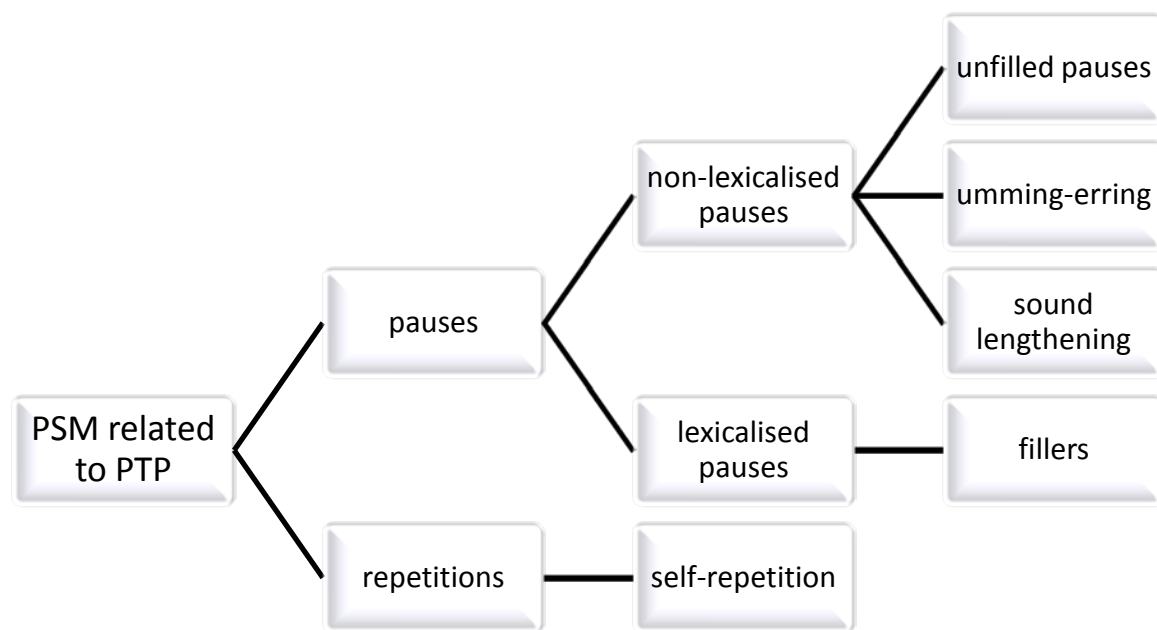 unfilled pauses
non-lexicalised
pauses
umming-erring
pauses
sound
lengthening
PSM related
to PTP
lexicalised
pauses
fillers
repetitions
self-repetition